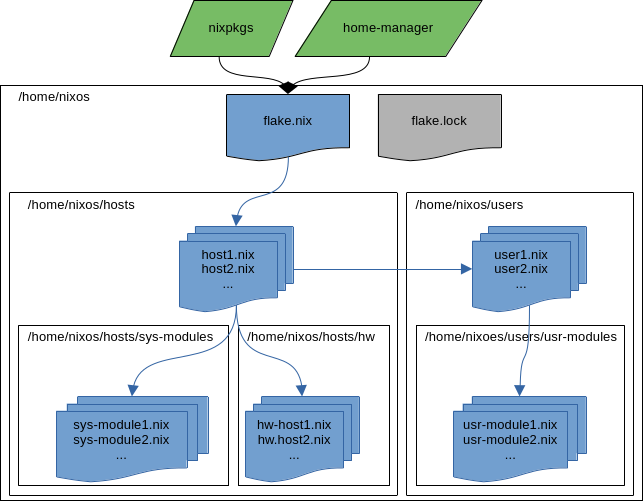 nixpkgs
home-manager
/home/nixos
flake.nix
flake.lock
/home/nixos/hosts
/home/nixos/users
host1.nix
host2.nix
...
user1.nix
user2.nix
...
/home/nixos/hosts/sys-modules
/home/nixos/hosts/hw
/home/nixoes/users/usr-modules
sys-module1.nix
sys-module2.nix
...
hw-host1.nix
hw.host2.nix
...
usr-module1.nix
usr-module2.nix
...